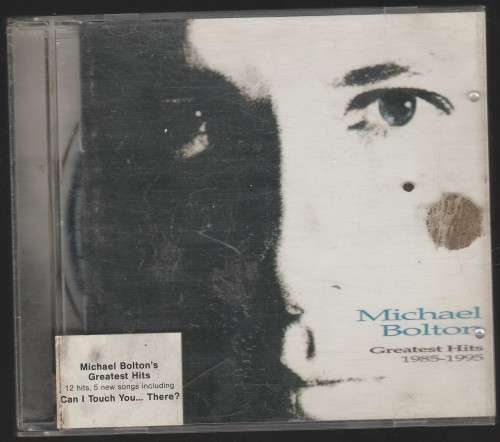 Michael
Bolton
Greatest Hits
1985-1995
Michael Bolton's
Greatest Hits
12 hits, 5 new songs including
Can I Touch You... There?